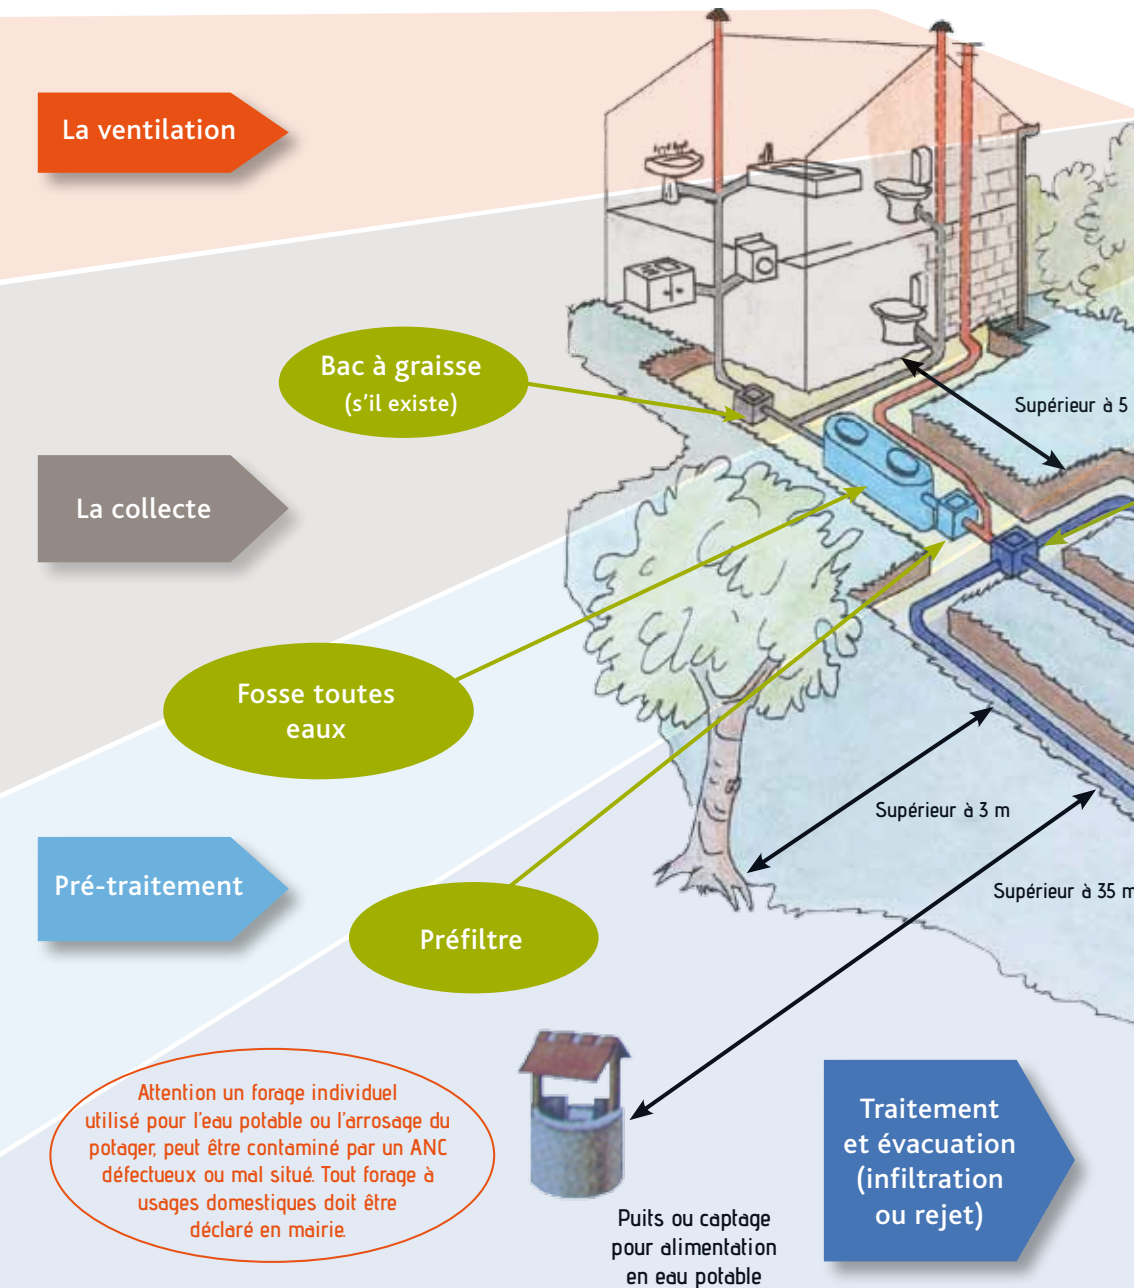 La ventilation
Bac à graisse
(s'il existe)
Supérieur à 5
La collecte
Fosse toutes
eaux
Supérieur à 3 m
Pré-traitement
Supérieur à 35 m
Préfiltre
Attention un forage individuel
utilisé pour l'eau potable ou l'arrosage du
potager, peut être contaminé par un ANC
défectueux ou mal situé. Tout forage à
usages domestiques doit être
déclaré en mairie.
Traitement
et évacuation
(infiltration
ou rejet)
Puits ou captage
pour alimentation
en eau potable